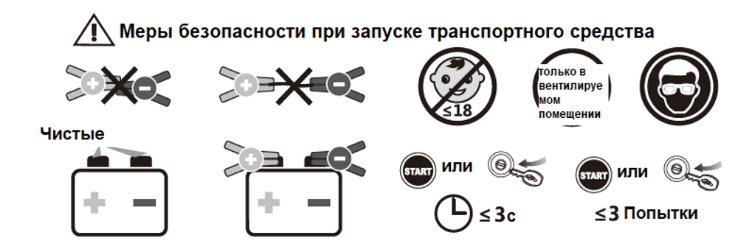 Меры безопасности при запуске транспортного средства
≤18
только в
вентилируе
мом
помещении
Чистые
START или
≤ 3с
START или
≤3 Попытки